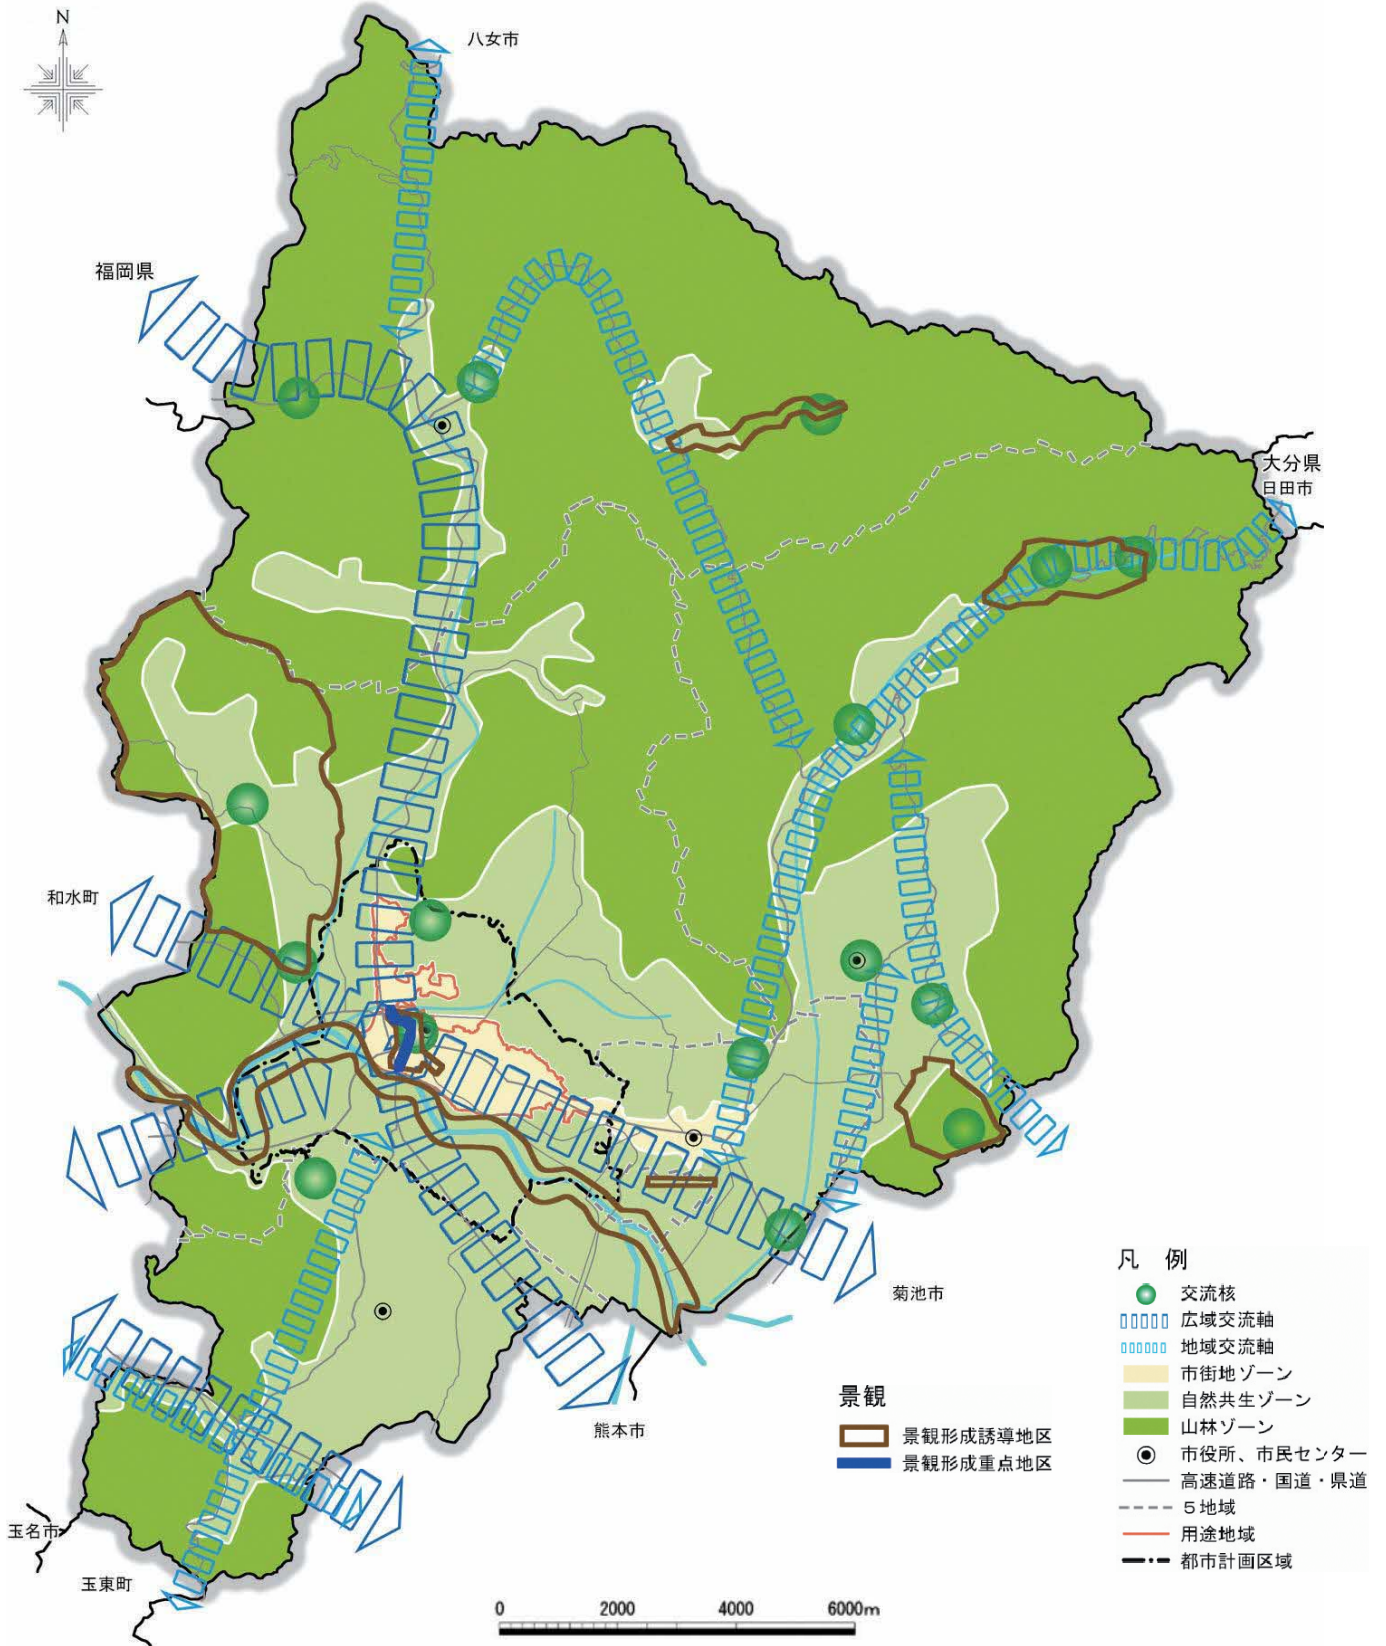 N
八女市
福岡県
大分県
日田市
和水町
菊池市
熊本市
玉名市
玉東町
景観
景観形成誘導地区
景観形成重点地区
凡 例
交流核
広域交流軸
地域交流軸
市街地ゾーン
自然共生ゾーン
山林ゾーン
市役所、市民センター
高速道路・国道・県道
5地域
用途地域
都市計画区域
0 2000 4000 6000m